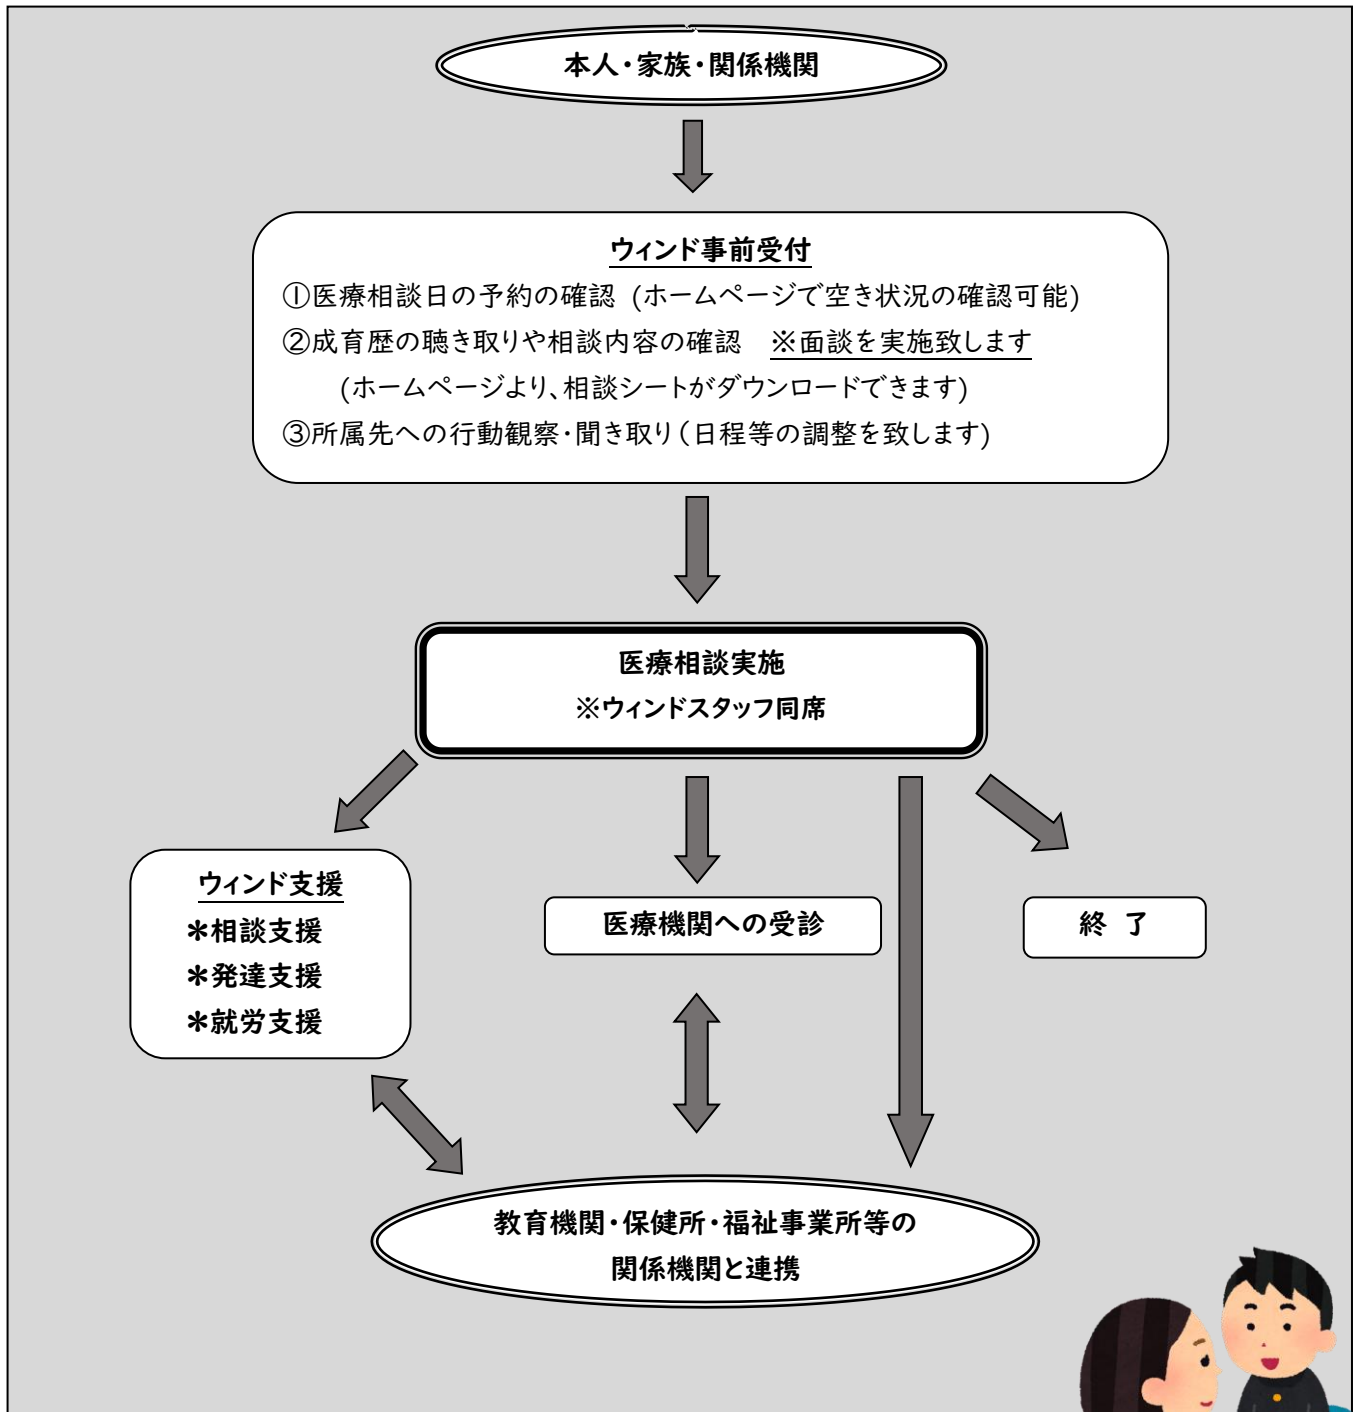 本人・家族・関係機関
ウィンド事前受付
①医療相談日の予約の確認 (ホームページで空き状況の確認可能)
②成育歴の聴き取りや相談内容の確認　※面談を実施致します
(ホームページより、相談シートがダウンロードできます)
③所属先への行動観察・聞き取り(日程等の調整を致します)
医療相談実施
※ウィンドスタッフ同席
ウィンド支援
＊相談支援
＊発達支援
＊就労支援
医療機関への受診
終 了
教育機関・保健所・福祉事業所等の
関係機関と連携